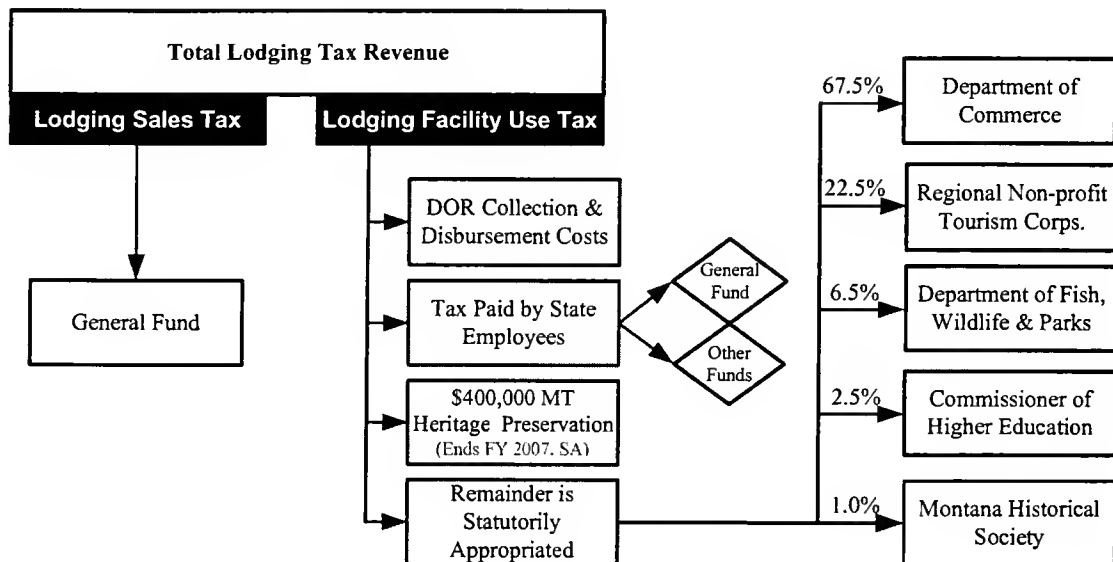 Total Lodging Tax Revenue
Lodging Sales Tax
Lodging Facility Use Tax
General Fund
DOR Collection &
Disbursement Costs
Tax Paid by State
Employees
General
Fund
Other
Funds
$400,000 MT
Heritage Preservation
(Ends FY 2007. SA)
Remainder is
Statutorily
Appropriated
67.5%
Department of
Commerce
22.5%
Regional Non-profit
Tourism Corps.
6.5%
Department of Fish,
Wildlife & Parks
2.5%
Commissioner of
Higher Education
1.0%
Montana Historical
Society